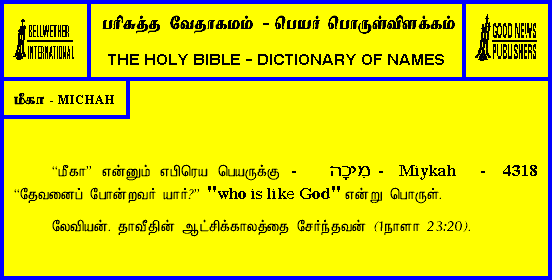 BELLWETHER
INTERNATIONAL
பரிசுத்த வேதாகமம் - பெயர் பொருள்விளக்கம்
THE HOLY BIBLE - DICTIONARY OF NAMES
GOOD NEWS
PUBLISHERS
மீகா - MICHAH
“மீகா” என்னும் எபிரெய பெயருக்கு - מִיכָה - Miykah - 4318
“தேவனைப் போன்றவர் யார்?” "who is like God" என்று பொருள்.
லேவியன். தாவீதின் ஆட்சிக்காலத்தை சேர்ந்தவன் (1நாளா 23:20).